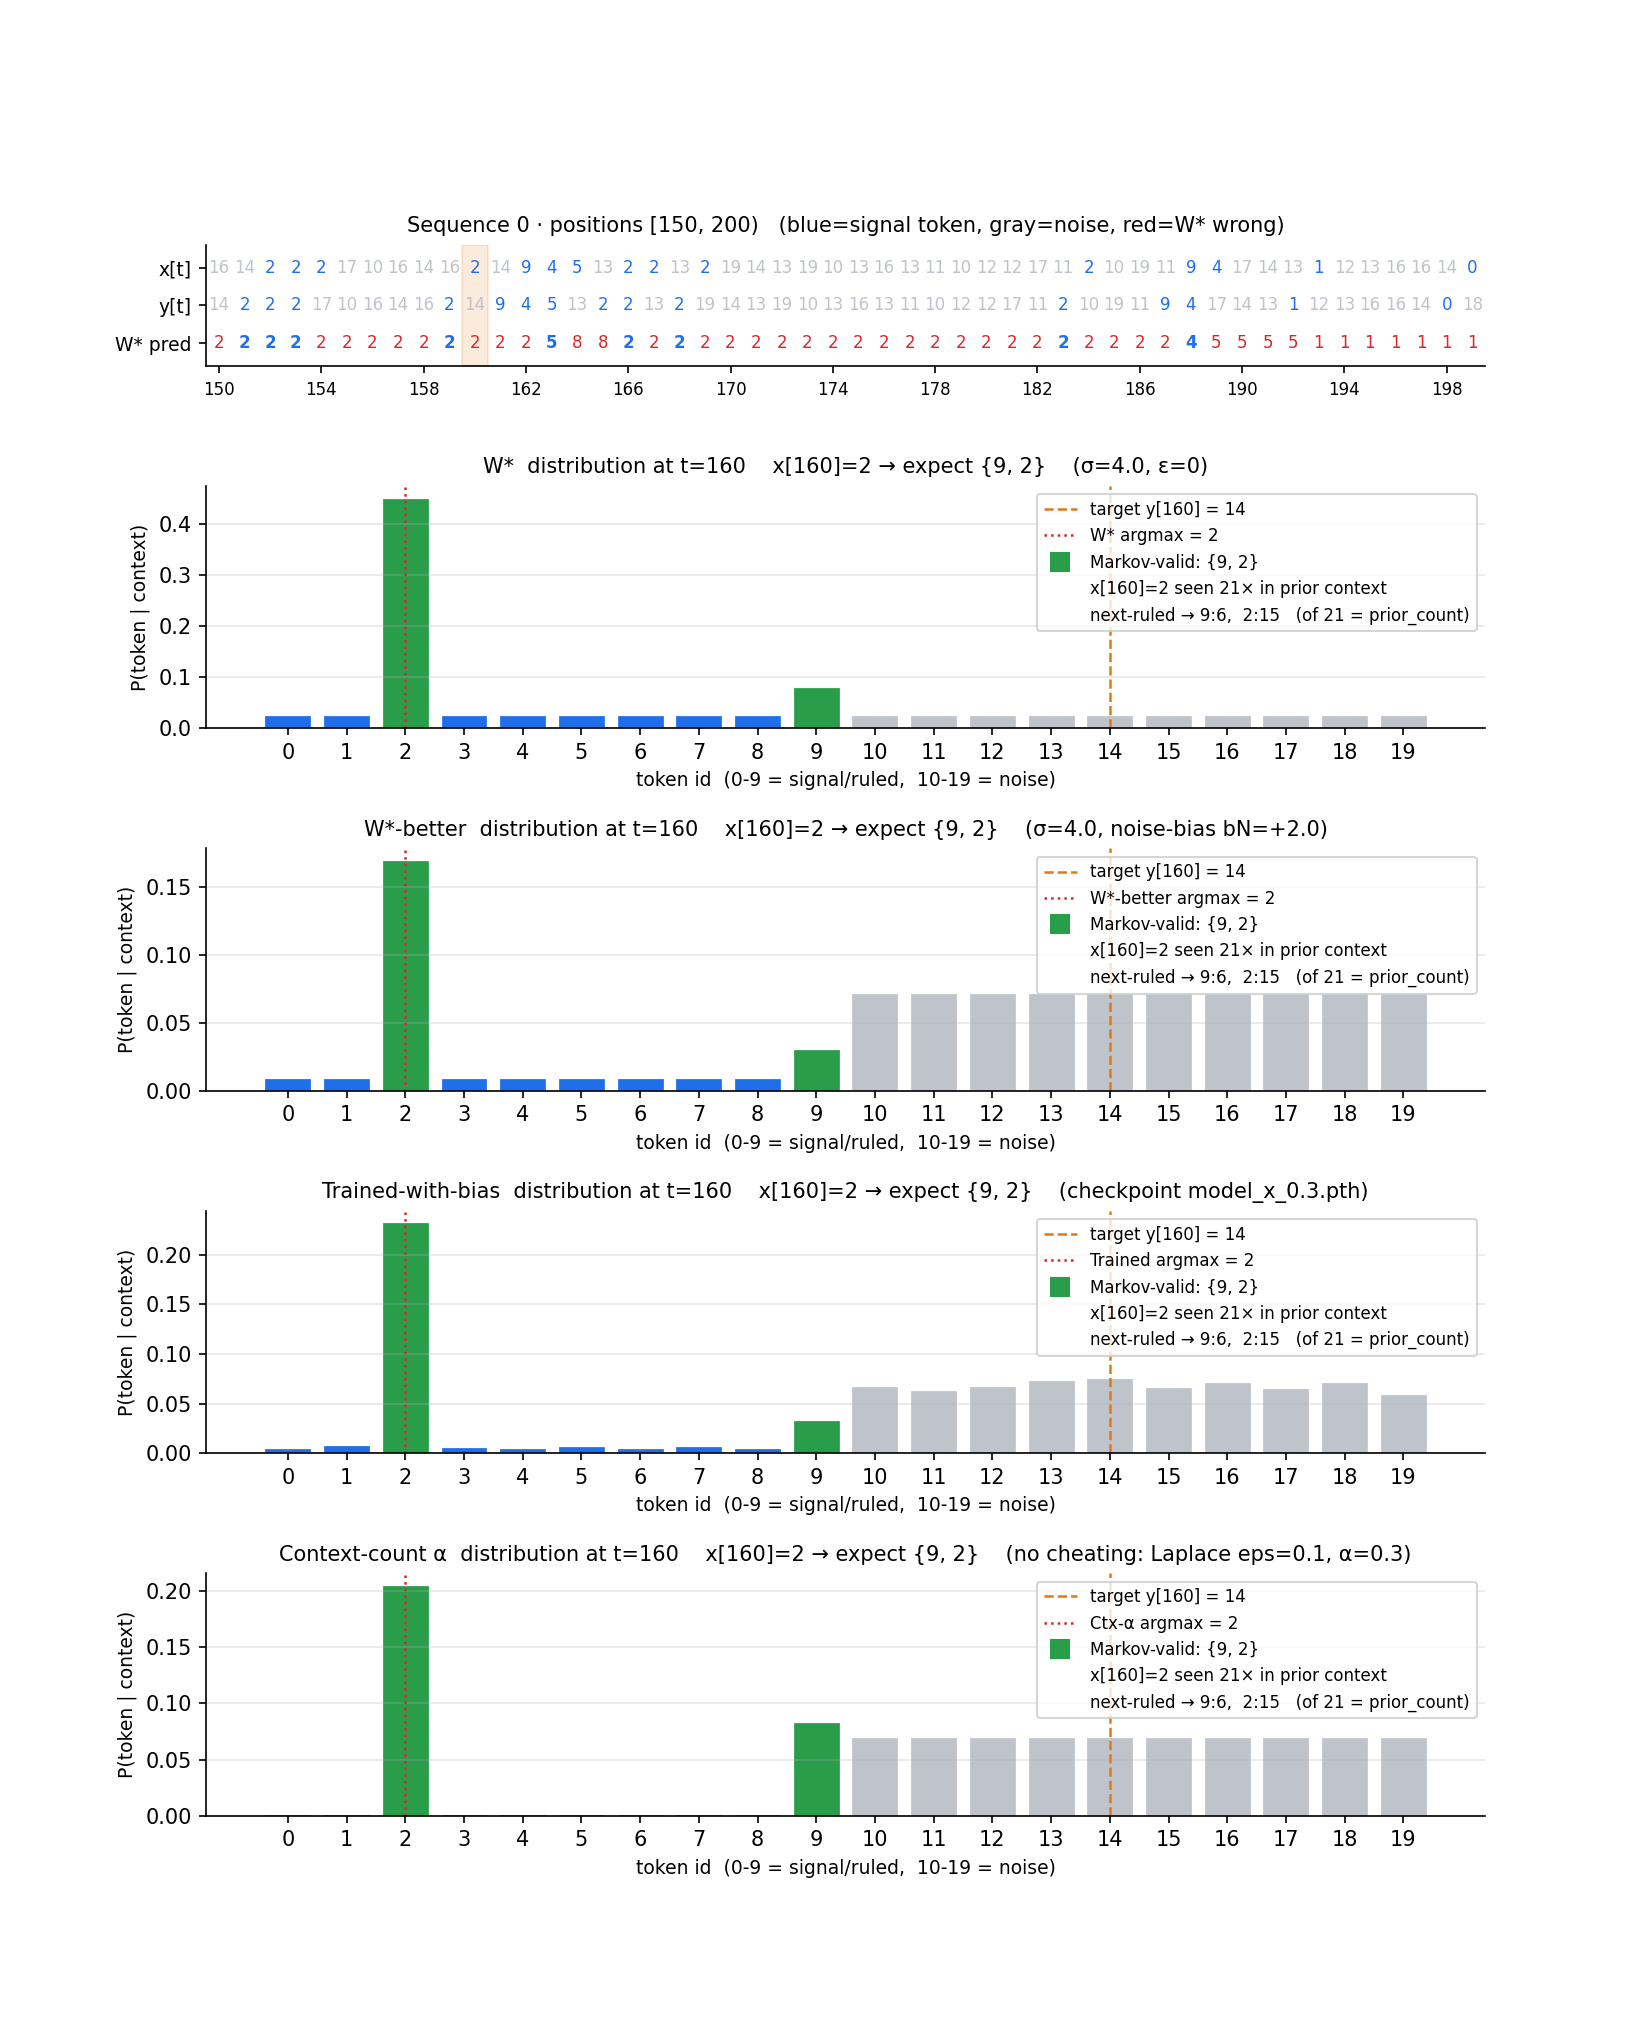 Sequence 0 · positions [150, 200) (blue=signal token, gray=noise, red=W* wrong)
x[t] 16 14 2 2 2 17 10 16 14 16 2 14 9 4 5 13 2 2 13 2 19 14 13 19 10 13 16 13 11 10 12 12 17 11 2 10 19 11 9 4 17 14 13 1 12 13 16 16 14 0
y[t] 14 2 2 2 17 10 16 14 16 2 14 9 4 5 13 2 2 13 2 19 14 13 19 10 13 16 13 11 10 12 12 17 11 2 10 19 11 9 4 17 14 13 1 12 13 16 16 14 0 18
W* pred 2 2 2 2 2 2 2 2 2 2 2 2 2 5 8 8 2 2 2 2 2 2 2 2 2 2 2 2 2 2 2 2 2 2 2 2 2 2 4 5 5 5 5 1 1 1 1 1 1 1
150 154 158 162 166 170 174 178 182 186 190 194 198
W* distribution at t=160 x[160]=2 → expect {9, 2} (σ=4.0, ε=0)
P(token | context)
0.4
0.3
0.2
0.1
0.0
target y[160] = 14
W* argmax = 2
Markov-valid: {9, 2}
x[160]=2 seen 21× in prior context
next-ruled → 9:6, 2:15 (of 21 = prior_count)
0 1 2 3 4 5 6 7 8 9 10 11 12 13 14 15 16 17 18 19
token id (0-9 = signal/ruled, 10-19 = noise)
W*-better distribution at t=160 x[160]=2 → expect {9, 2} (σ=4.0, noise-bias bN=+2.0)
P(token | context)
0.15
0.10
0.05
0.00
target y[160] = 14
W*-better argmax = 2
Markov-valid: {9, 2}
x[160]=2 seen 21× in prior context
next-ruled → 9:6, 2:15 (of 21 = prior_count)
0 1 2 3 4 5 6 7 8 9 10 11 12 13 14 15 16 17 18 19
token id (0-9 = signal/ruled, 10-19 = noise)
Trained-with-bias distribution at t=160 x[160]=2 → expect {9, 2} (checkpoint model_x_0.3.pth)
P(token | context)
0.20
0.15
0.10
0.05
0.00
target y[160] = 14
Trained argmax = 2
Markov-valid: {9, 2}
x[160]=2 seen 21× in prior context
next-ruled → 9:6, 2:15 (of 21 = prior_count)
0 1 2 3 4 5 6 7 8 9 10 11 12 13 14 15 16 17 18 19
token id (0-9 = signal/ruled, 10-19 = noise)
Context-count α distribution at t=160 x[160]=2 → expect {9, 2} (no cheating: Laplace eps=0.1, α=0.3)
P(token | context)
0.20
0.15
0.10
0.05
0.00
target y[160] = 14
Ctx-α argmax = 2
Markov-valid: {9, 2}
x[160]=2 seen 21× in prior context
next-ruled → 9:6, 2:15 (of 21 = prior_count)
0 1 2 3 4 5 6 7 8 9 10 11 12 13 14 15 16 17 18 19
token id (0-9 = signal/ruled, 10-19 = noise)